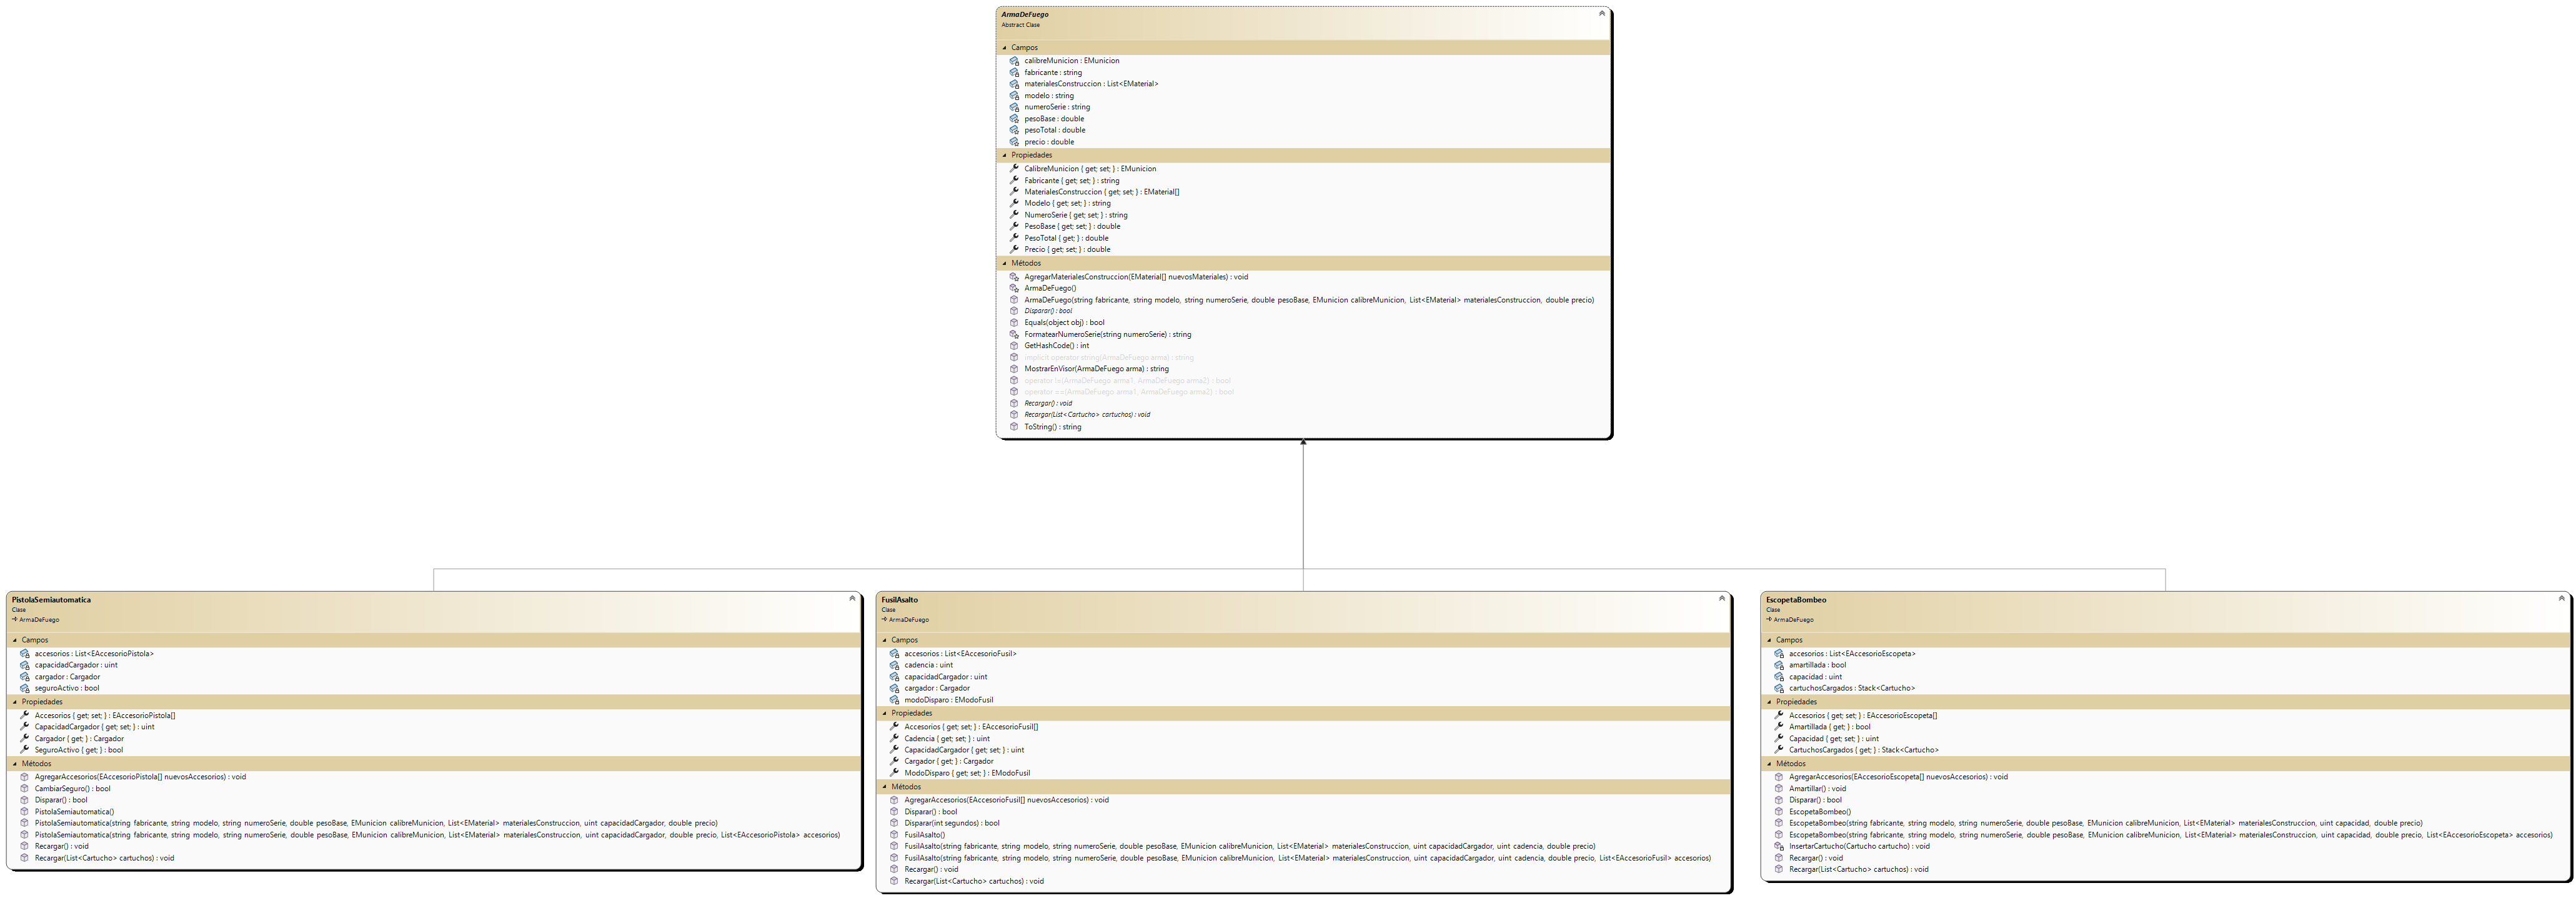 ArmaDeFuego
Abstract Clase
Campos
calibreMunicion : EMunicion
fabricante : string
materialesConstruccion : List<EMaterial>
modelo : string
numeroSerie : string
pesoBase : double
pesoTotal : double
precio : double
Propiedades
CalibreMunicion { get; set; } : EMunicion
Fabricante { get; set; } : string
MaterialesConstruccion { get; set; } : EMaterial[]
Modelo { get; set; } : string
NumeroSerie { get; set; } : string
PesoBase { get; set; } : double
PesoTotal { get; } : double
Precio { get; set; } : double
Métodos
AgregarMaterialesConstruccion(EMaterial[] nuevosMateriales) : void
ArmaDeFuego()
ArmaDeFuego(string fabricante, string modelo, string numeroSerie, double pesoBase, EMunicion calibreMunicion, List<EMaterial> materialesConstruccion, double precio)
Disparar() : bool
Equals(object obj) : bool
FormatearNumeroSerie(string numeroSerie) : string
GetHashCode() : int
implicit operator string(ArmaDeFuego arma) : string
MostrarEnVisor(ArmaDeFuego arma) : string
operator !=(ArmaDeFuego arma1, ArmaDeFuego arma2) : bool
operator ==(ArmaDeFuego arma1, ArmaDeFuego arma2) : bool
Recargar() : void
Recargar(List<Cartucho> cartuchos) : void
ToString() : string
PistolaSemiautomatica
Clase
ArmaDeFuego
Campos
accesorios : List<EAccesorioPistola>
capacidadCargador : uint
cargador : Cargador
seguroActivo : bool
Propiedades
Accesorios { get; set; } : EAccesorioPistola[]
CapacidadCargador { get; set; } : uint
Cargador { get; } : Cargador
SeguroActivo { get; } : bool
Métodos
AgregarAccesorios(EAccesorioPistola[] nuevosAccesorios) : void
CambiarSeguro() : bool
Disparar() : bool
PistolaSemiautomatica()
PistolaSemiautomatica(string fabricante, string modelo, string numeroSerie, double pesoBase, EMunicion calibreMunicion, List<EMaterial> materialesConstruccion, uint capacidadCargador, double precio)
PistolaSemiautomatica(string fabricante, string modelo, string numeroSerie, double pesoBase, EMunicion calibreMunicion, List<EMaterial> materialesConstruccion, uint capacidadCargador, double precio, List<EAccesorioPistola> accesorios)
Recargar() : void
Recargar(List<Cartucho> cartuchos) : void
FusilAsalto
Clase
ArmaDeFuego
Campos
accesorios : List<EAccesorioFusil>
cadencia : uint
capacidadCargador : uint
cargador : Cargador
modoDisparo : EModoFusil
Propiedades
Accesorios { get; set; } : EAccesorioFusil[]
Cadencia { get; set; } : uint
CapacidadCargador { get; set; } : uint
Cargador { get; } : Cargador
ModoDisparo { get; set; } : EModoFusil
Métodos
AgregarAccesorios(EAccesorioFusil[] nuevosAccesorios) : void
Disparar() : bool
Disparar(int segundos) : bool
FusilAsalto()
FusilAsalto(string fabricante, string modelo, string numeroSerie, double pesoBase, EMunicion calibreMunicion, List<EMaterial> materialesConstruccion, uint capacidadCargador, uint cadencia, double precio)
FusilAsalto(string fabricante, string modelo, string numeroSerie, double pesoBase, EMunicion calibreMunicion, List<EMaterial> materialesConstruccion, uint capacidadCargador, uint cadencia, double precio, List<EAccesorioFusil> accesorios)
Recargar() : void
Recargar(List<Cartucho> cartuchos) : void
EscopetaBombeo
Clase
ArmaDeFuego
Campos
accesorios : List<EAccesorioEscopeta>
amartillada : bool
capacidad : uint
cartuchosCargados : Stack<Cartucho>
Propiedades
Accesorios { get; set; } : EAccesorioEscopeta[]
Amartillada { get; } : bool
Capacidad { get; set; } : uint
CartuchosCargados { get; } : Stack<Cartucho>
Métodos
AgregarAccesorios(EAccesorioEscopeta[] nuevosAccesorios) : void
Amartillar() : void
Disparar() : bool
EscopetaBombeo()
EscopetaBombeo(string fabricante, string modelo, string numeroSerie, double pesoBase, EMunicion calibreMunicion, List<EMaterial> materialesConstruccion, uint capacidad, double precio)
EscopetaBombeo(string fabricante, string modelo, string numeroSerie, double pesoBase, EMunicion calibreMunicion, List<EMaterial> materialesConstruccion, uint capacidad, double precio, List<EAccesorioEscopeta> accesorios)
InsertarCartucho(Cartucho cartucho) : void
Recargar() : void
Recargar(List<Cartucho> cartuchos) : void